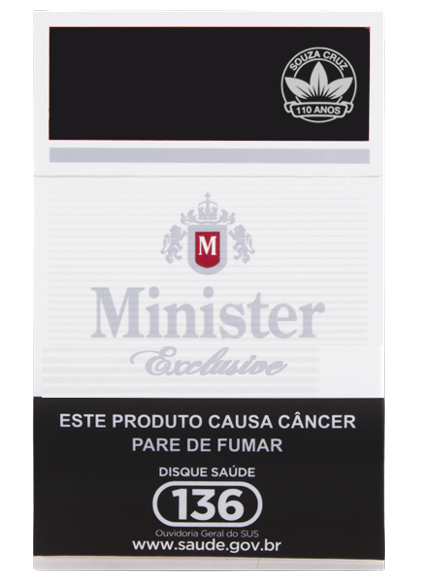 SOUZA CRUZ
110 ANOS
M
Minister
Exclusive
ESTE PRODUTO CAUSA CÂNCER
PARE DE FUMAR
DISQUE SAÚDE
136
Ouvidoria Geral do SUS
www.saude.gov.br